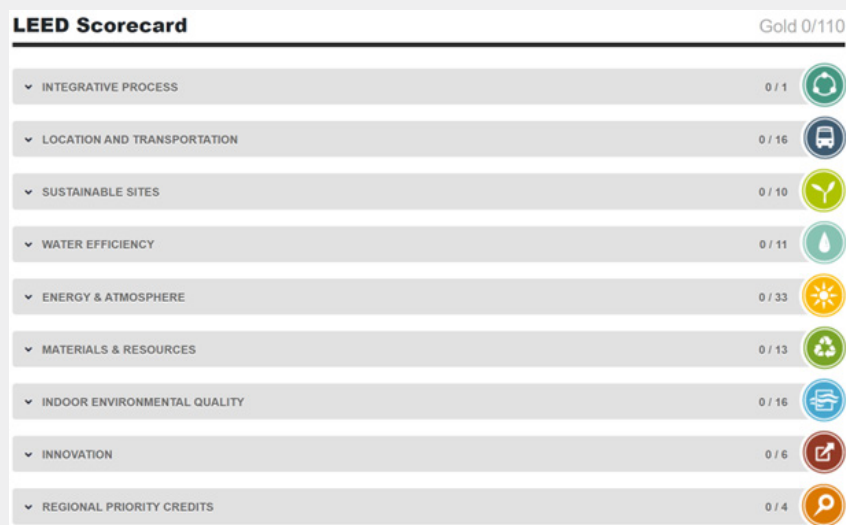 LEED Scorecard Gold 0/110
INTEGRATIVE PROCESS 0 / 1
LOCATION AND TRANSPORTATION 0 / 16
SUSTAINABLE SITES 0 / 10
WATER EFFICIENCY 0 / 11
ENERGY & ATMOSPHERE 0 / 33
MATERIALS & RESOURCES 0 / 13
INDOOR ENVIRONMENTAL QUALITY 0 / 16
INNOVATION 0 / 6
REGIONAL PRIORITY CREDITS 0 / 4